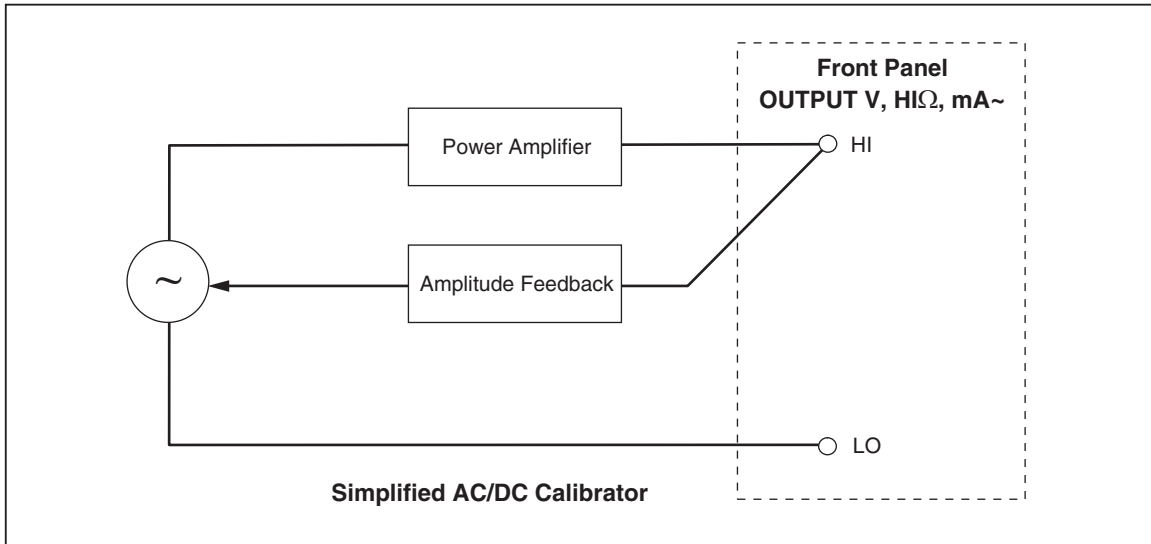 Front Panel
OUTPUT V, HIΩ, mA~
Power Amplifier
HI
~
Amplitude Feedback
LO
Simplified AC/DC Calibrator